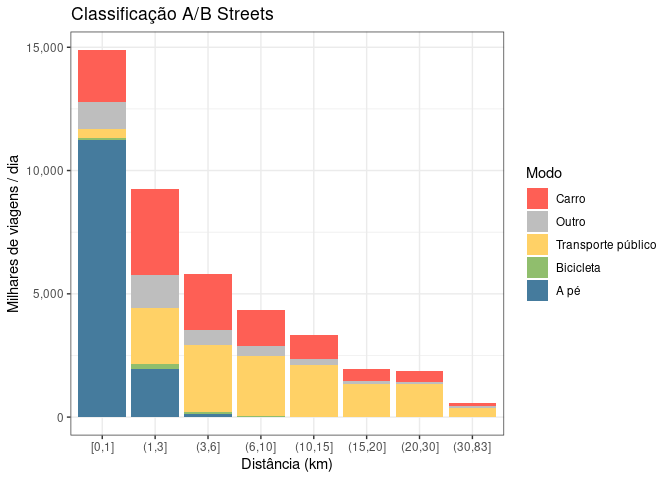 Classificação A/B Streets
Milhares de viagens / dia
15,000
10,000
5,000
0
[0,1]
(1,3]
(3,6]
(6,10]
(10,15]
(15,20]
(20,30]
(30,83]
Distância (km)
Modo
Carro
Outro
Transporte público
Bicicleta
A pé